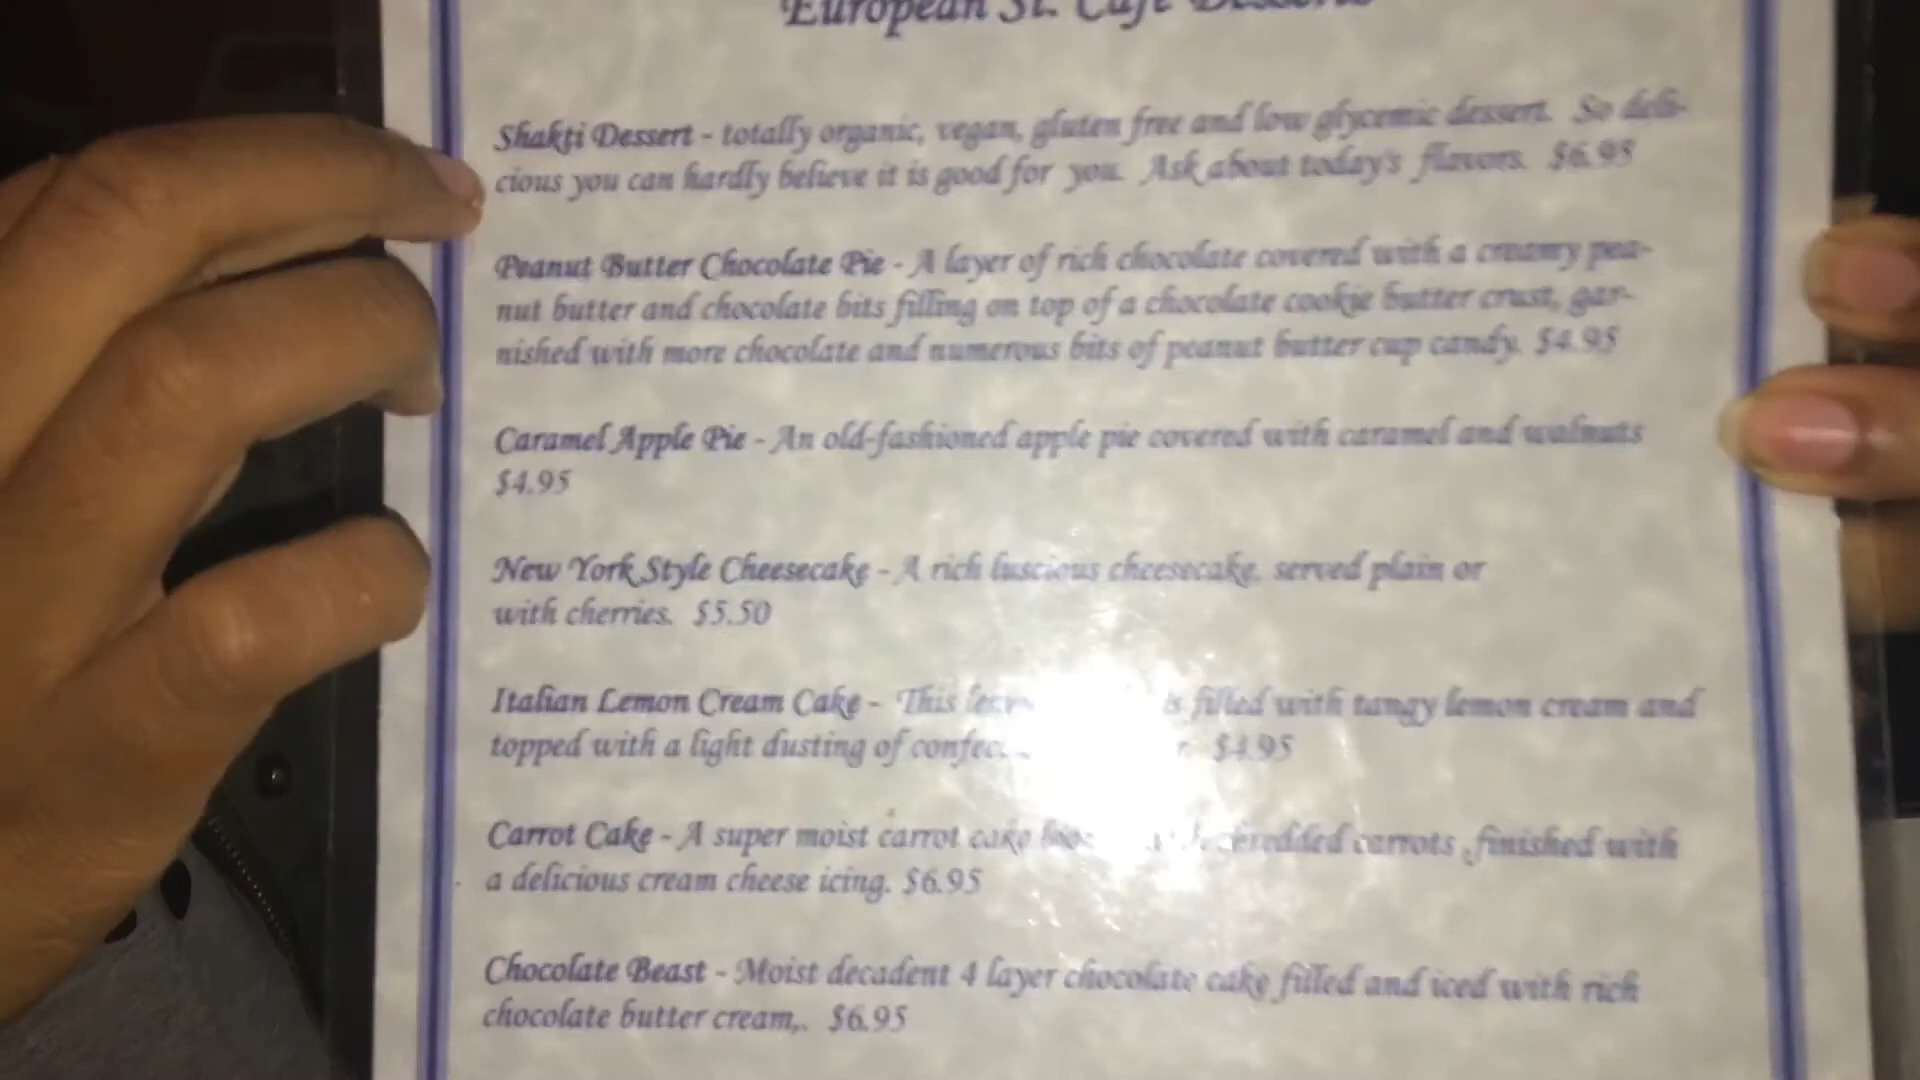 European St. Cafe Desserts
Shakti Dessert - totally organic, vegan, gluten free and low glycemic dessert. So deli-
cious you can hardly believe it is good for you. Ask about today's flavors. $6.95
Peanut Butter Chocolate Pie - A layer of rich chocolate covered with a creamy pea-
nut butter and chocolate bits filling on top of a chocolate cookie butter crust, gar-
nished with more chocolate and numerous bits of peanut butter cup candy. $4.95
Caramel Apple Pie - An old-fashioned apple pie covered with caramel and walnuts
$4.95
New York Style Cheesecake - A rich luscious cheesecake, served plain or
with cherries. $5.50
Italian Lemon Cream Cake - This filled with tangy lemon cream and
topped with a light dusting of $4.95
Carrot Cake - A super moist carrot cake shredded carrots , finished with
a delicious cream cheese icing. $6.95
Chocolate Beast - Moist decadent 4 layer chocolate cake filled and iced with rich
chocolate butter cream,. $6.95